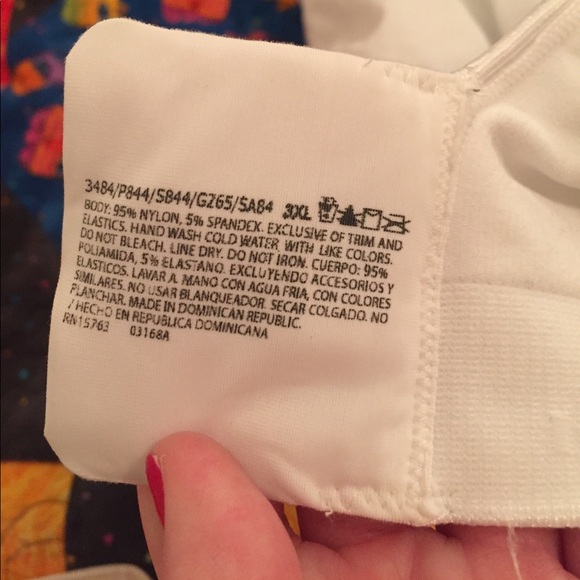 3484/P844/SB44/GZ65/SA84 3XL
BODY: 95% NYLON, 5% SPANDEX. EXCLUSIVE OF TRIM AND
ELASTICS. HAND WASH COLD WATER WITH LIKE COLORS.
DO NOT BLEACH. LINE DRY. DO NOT IRON. CUERPO: 95%
POLIAMIDA, 5% ELASTANO. EXCLUYENDO ACCESORIOS Y
ELASTICOS. LAVAR A MANO CON AGUA FRIA, CON COLORES
SIMILARES. NO USAR BLANQUEADOR. SECAR COLGADO. NO
PLANCHAR. MADE IN DOMINICAN REPUBLIC.
/ HECHO EN REPUBLICA DOMINICANA
RN15763 03168A